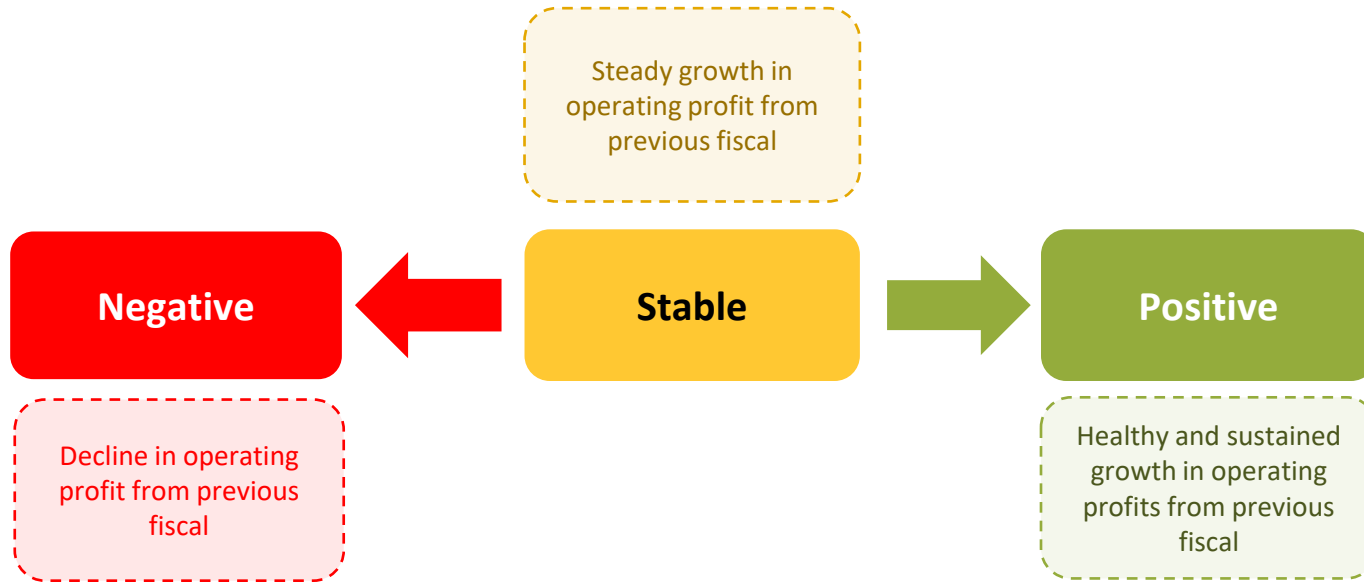 Steady growth in
operating profit from
previous fiscal
Negative
Stable
Positive
Decline in operating
profit from previous
fiscal
Healthy and sustained
growth in operating
profits from previous
fiscal